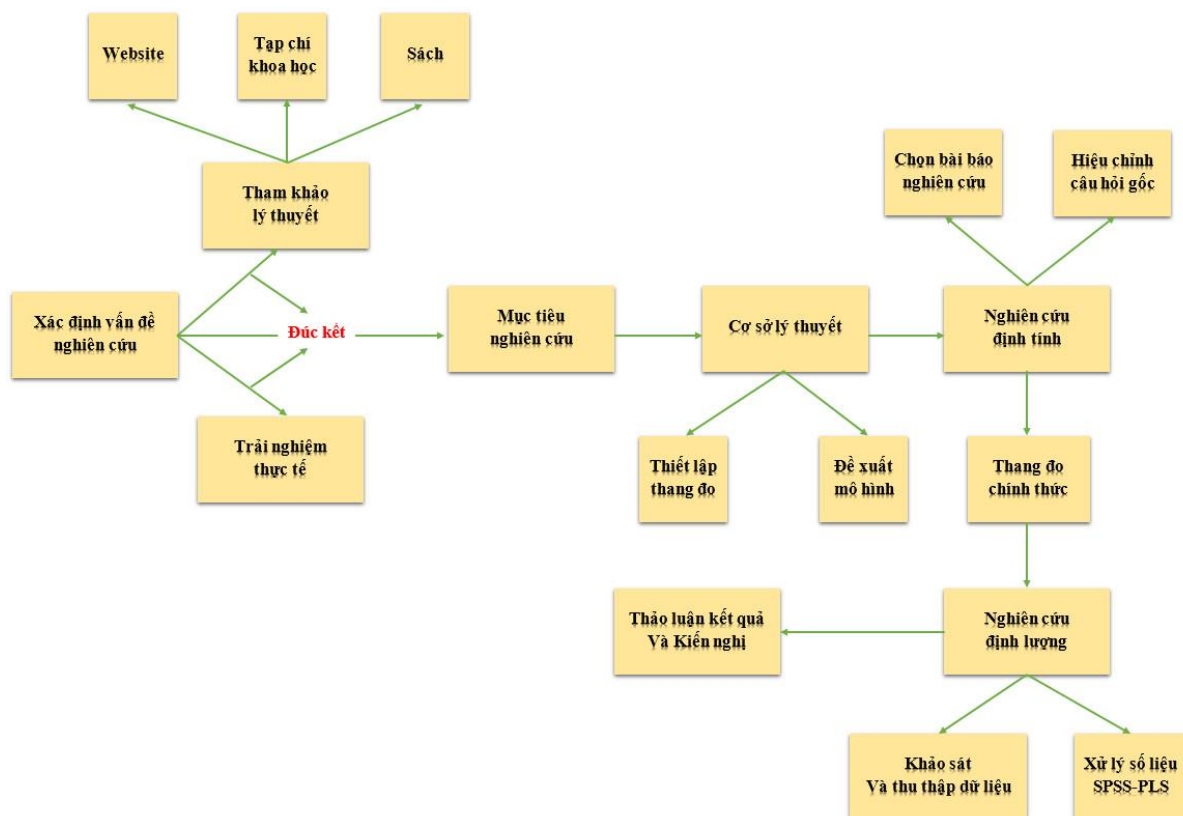 Website
Tạp chí
khoa học
Sách
Tham khảo
lý thuyết
Chọn bài báo
nghiên cứu
Hiệu chỉnh
câu hỏi gốc
Xác định vấn đề
nghiên cứu
Đúc kết
Mục tiêu
nghiên cứu
Cơ sở lý thuyết
Nghiên cứu
định tính
Trải nghiệm
thực tế
Thiết lập
thang đo
Đề xuất
mô hình
Thang đo
chính thức
Thảo luận kết quả
Và Kiến nghị
Nghiên cứu
định lượng
Khảo sát
Và thu thập dữ liệu
Xử lý số liệu
SPSS-PLS